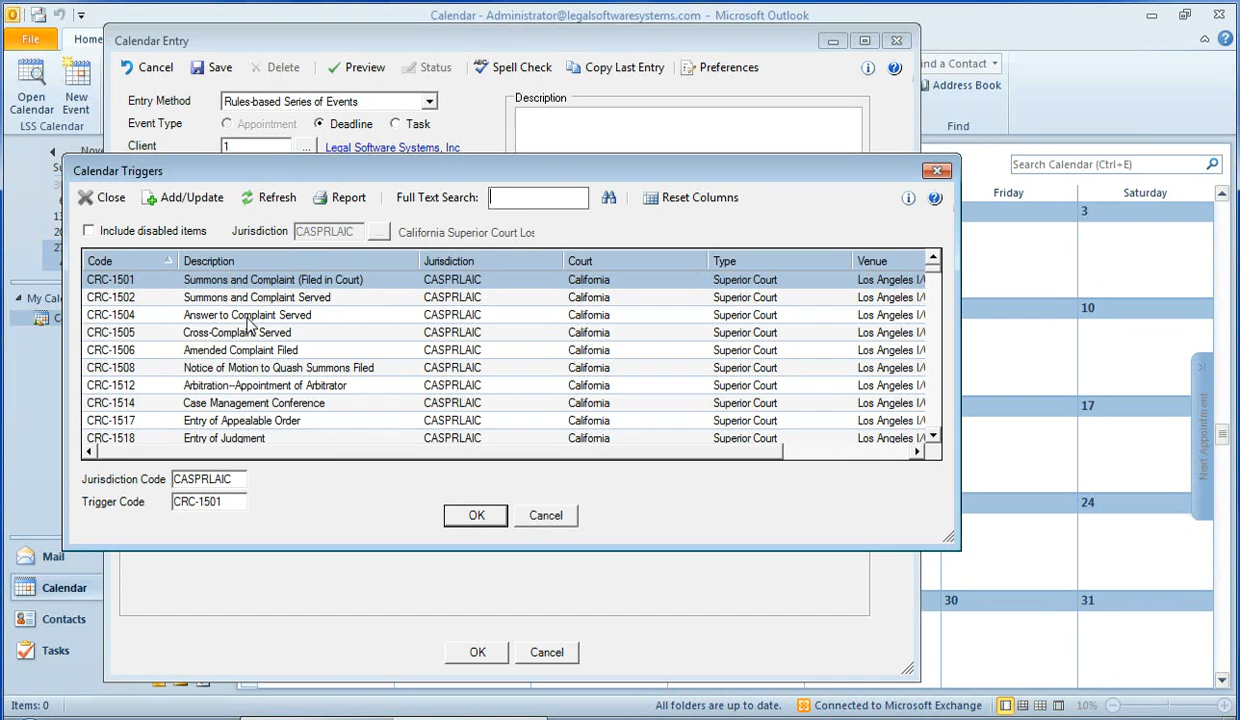 Calendar - Administrator@legalsoftwaresystems.com - Microsoft Outlook
File
Home
Calendar Entry
Cancel Save Delete Preview Status Spell Check Copy Last Entry Preferences
nd a Contact
Address Book
Find
Open Calendar
New Event
LSS Calendar
Entry Method Rules-based Series of Events
Description
Event Type Appointment Deadline Task
Client 1 ... Legal Software Systems, Inc
Nove
Su
My Cal
Calendar Triggers
Close Add/Update Refresh Report Full Text Search: Reset Columns
Include disabled items Jurisdiction CASPRLAIC ... California Superior Court Los
Code Description Jurisdiction Court Type Venue
CRC-1501 Summons and Complaint (Filed in Court) CASPRLAIC California Superior Court Los Angeles I/
CRC-1502 Summons and Complaint Served CASPRLAIC California Superior Court Los Angeles I/
CRC-1504 Answer to Complaint Served CASPRLAIC California Superior Court Los Angeles I/
CRC-1505 Cross-Complaint Served CASPRLAIC California Superior Court Los Angeles I/
CRC-1506 Amended Complaint Filed CASPRLAIC California Superior Court Los Angeles I/
CRC-1508 Notice of Motion to Quash Summons Filed CASPRLAIC California Superior Court Los Angeles I/
CRC-1512 Arbitration--Appointment of Arbitrator CASPRLAIC California Superior Court Los Angeles I/
CRC-1514 Case Management Conference CASPRLAIC California Superior Court Los Angeles I/
CRC-1517 Entry of Appealable Order CASPRLAIC California Superior Court Los Angeles I/
CRC-1518 Entry of Judgment CASPRLAIC California Superior Court Los Angeles I/
Jurisdiction Code CASPRLAIC
Trigger Code CRC-1501
OK Cancel
Search Calendar (Ctrl+E)
Friday Saturday
3
10
17
24
30 31
Next Appointment
Mail
Calendar
Contacts
Tasks
OK Cancel
Items: 0 All folders are up to date. Connected to Microsoft Exchange 10%